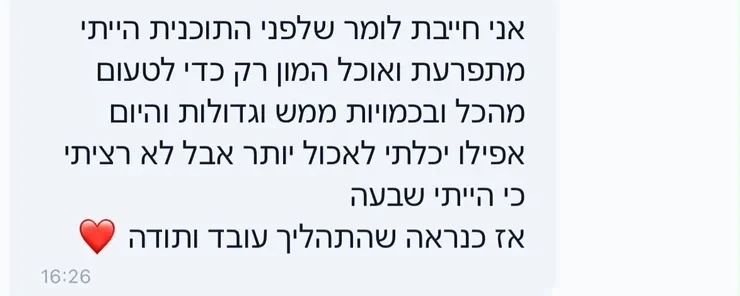 אני חייבת לומר שלפני התוכנית הייתי
מתפרעת ואוכל המון רק כדי לטעום
מהכל ובכמויות ממש וגדולות והיום
אפילו יכלתי לאכול יותר אבל לא רציתי
כי הייתי שבעה
אז כנראה שהתהליך עובד ותודה ❤️
16:26